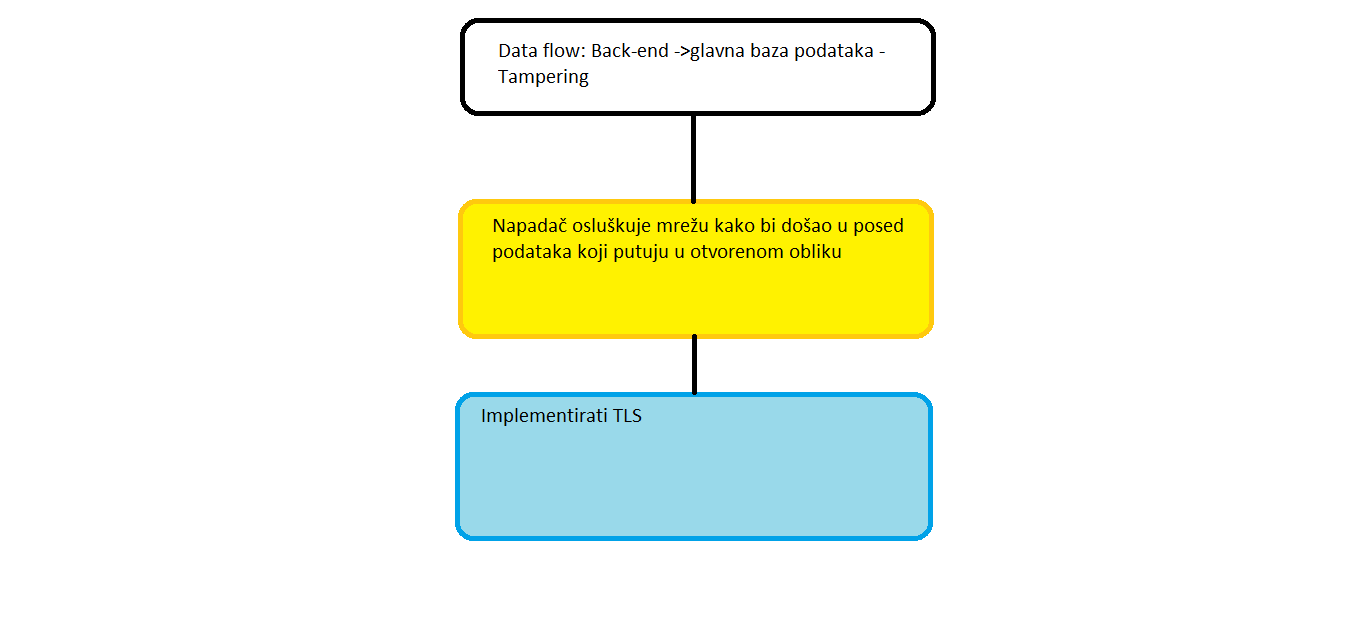 Data flow: Back-end ->glavna baza podataka -
Tampering
Napadač osluškuje mrežu kako bi došao u posed
podataka koji putuju u otvorenom obliku
Implementirati TLS